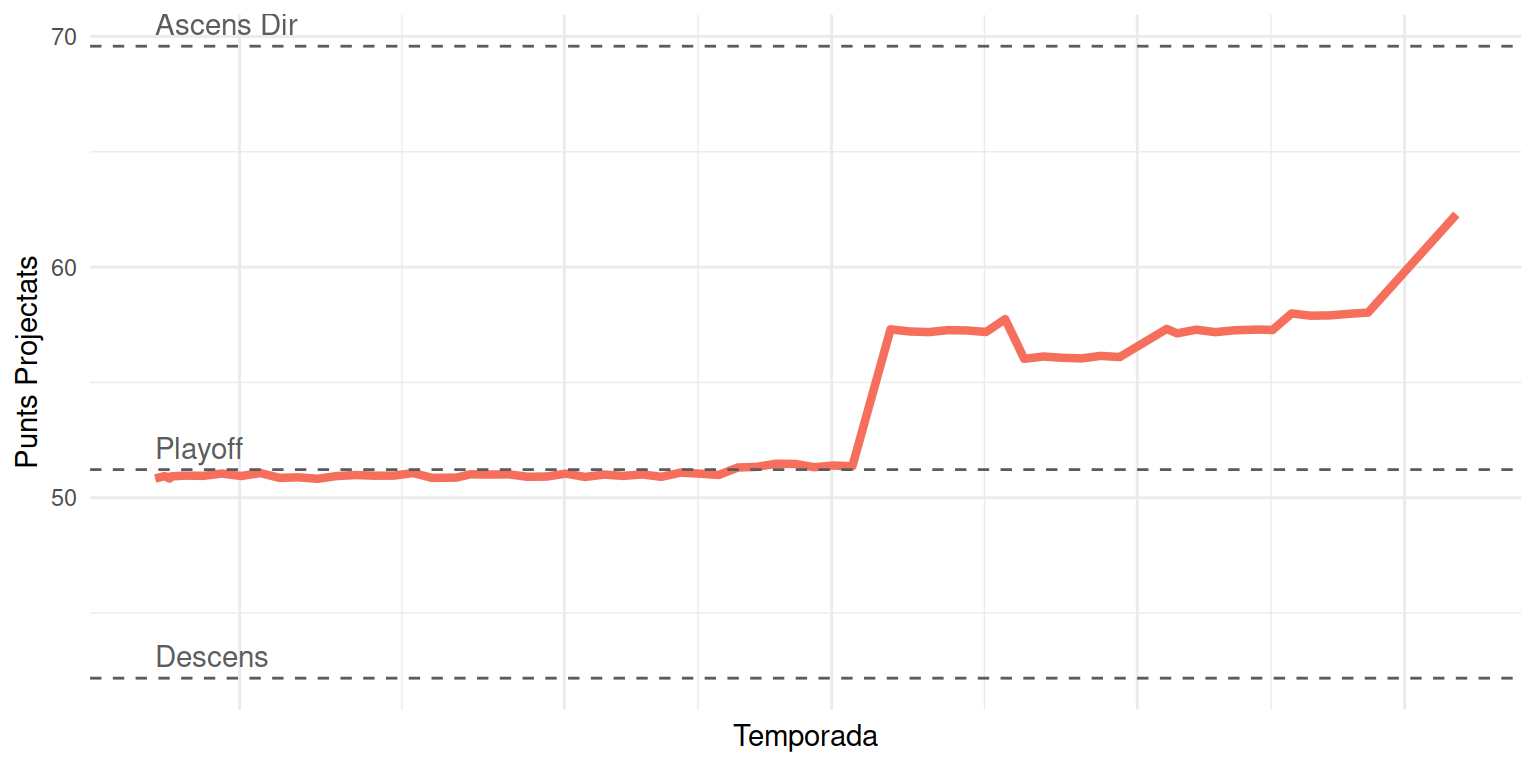 Ascens Dir
70
60
Punts Projectats
Playoff
50
Descens
Temporada